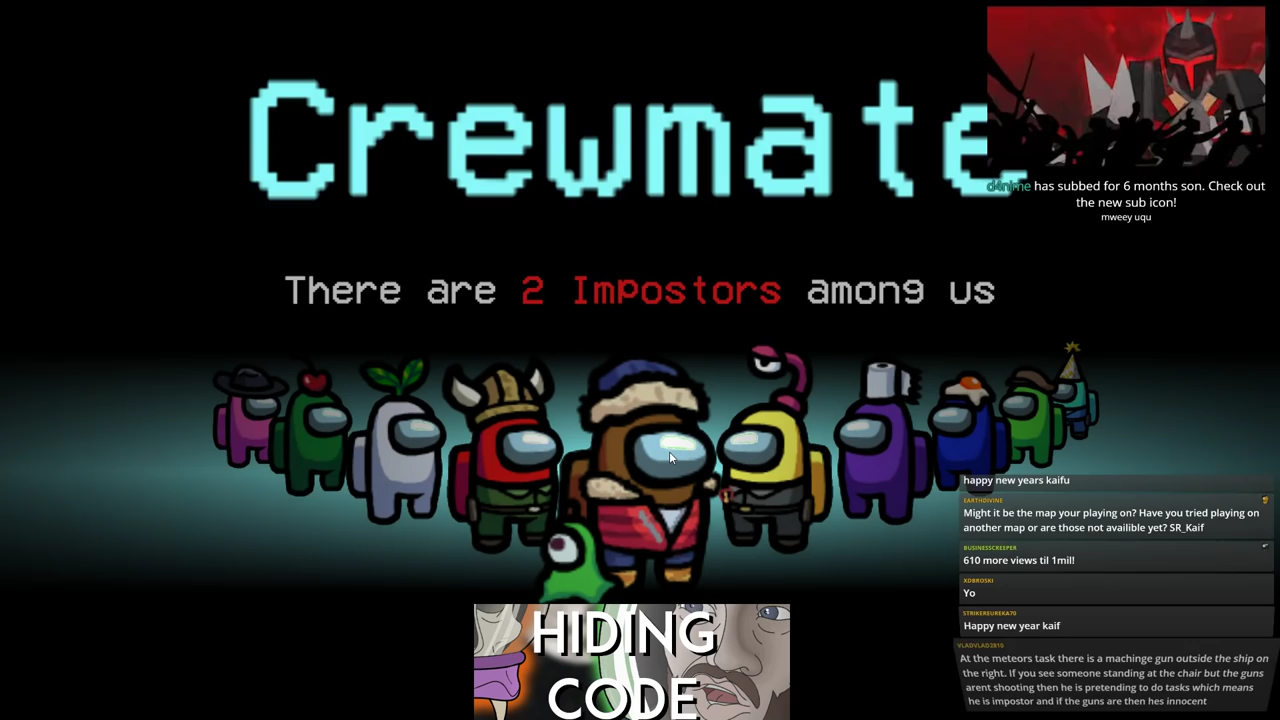 Crewmate
There are 2 Impostors among us
d4nime has subbed for 6 months son. Check out
the new sub icon!
mweey uqu
happy new years kaifu
EARTHDIVINE
Might it be the map your playing on? Have you tried playing on
another map or are those not availible yet? SR_Kaif
BUSINESSCREEPER
610 more views til 1mil!
XDBROSKI
Yo
STRIKEREUREKA70
Happy new year kaif
VLADVLAD2810
At the meteors task there is a machinge gun outside the ship on
the right. If you see someone standing at the chair but the guns
arent shooting then he is pretending to do tasks which means
he is impostor and if the guns are then hes innocent
HIDING
CODE